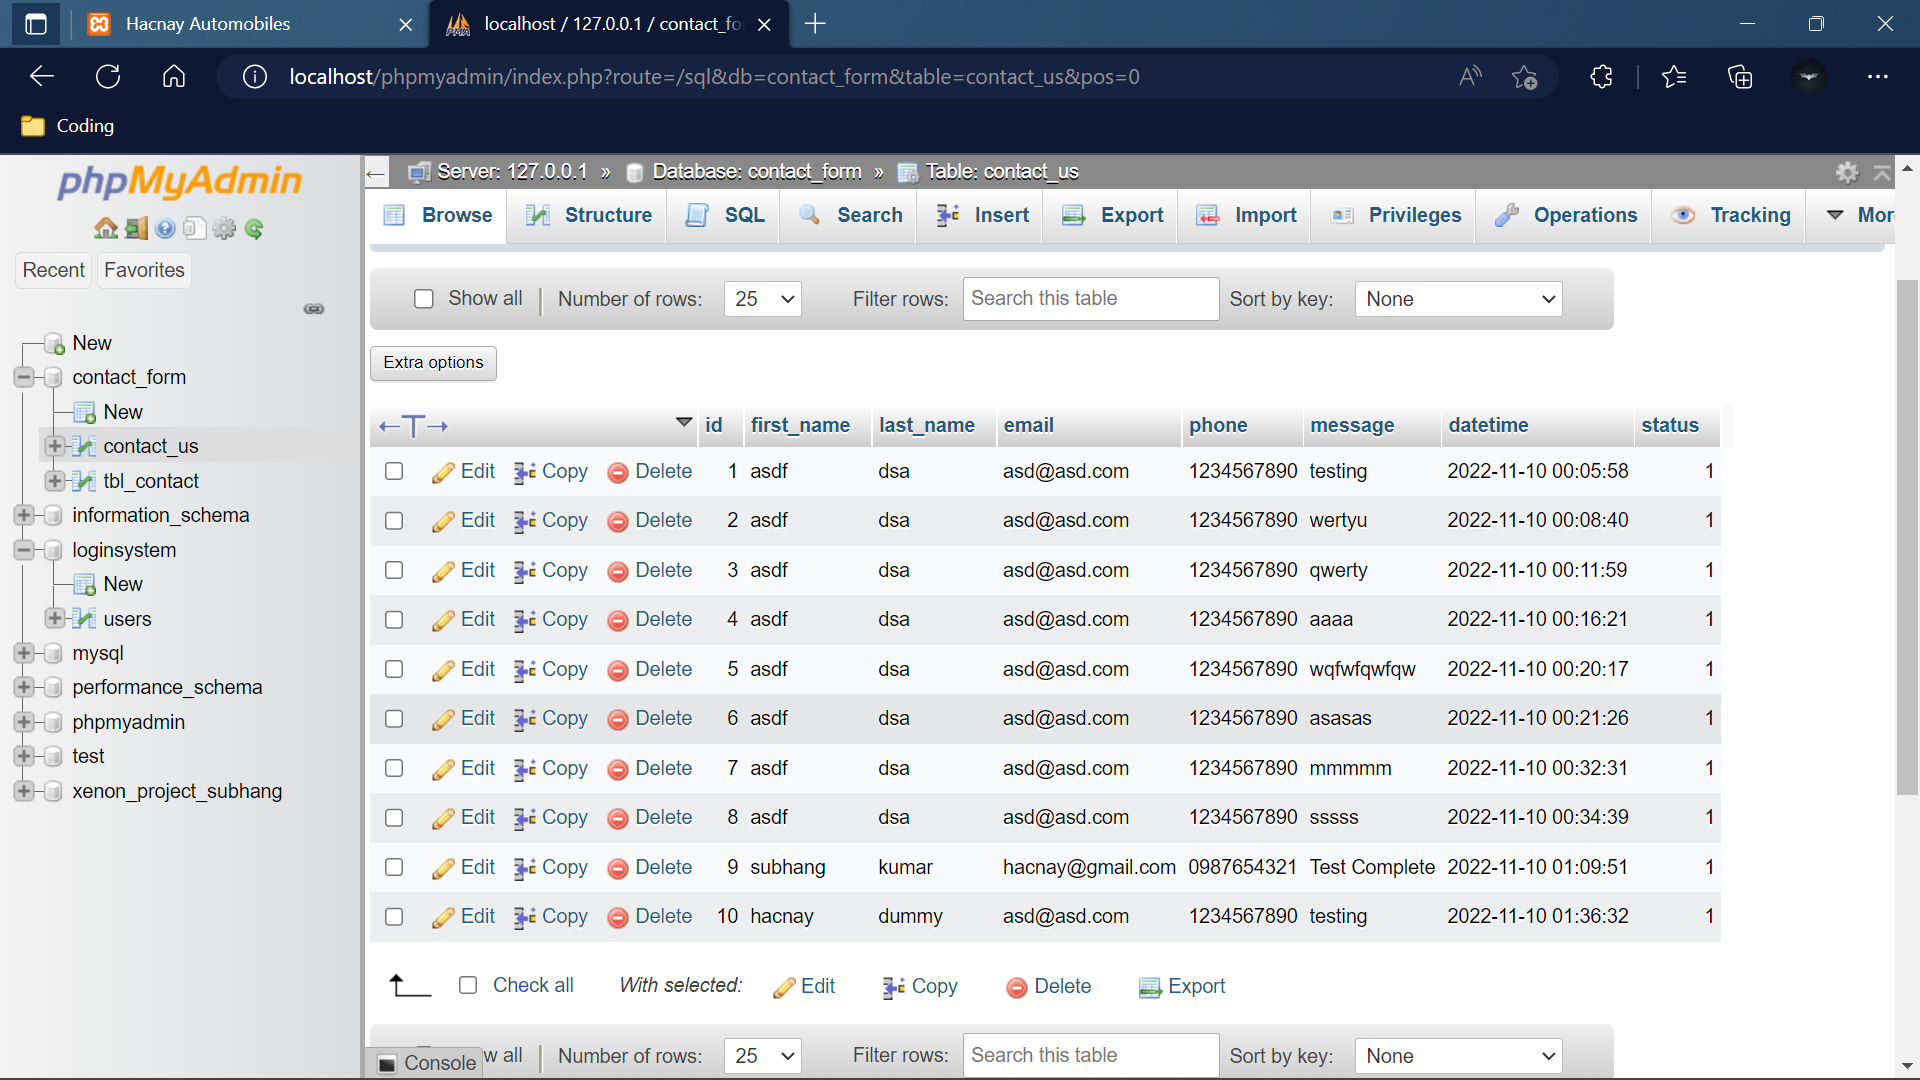 Hacnay Automobiles
localhost / 127.0.0.1 / contact_fo
localhost/phpmyadmin/index.php?route=/sql&db=contact_form&table=contact_us&pos=0
Coding
phpMyAdmin
Recent Favorites
New
contact_form
New
contact_us
tbl_contact
information_schema
loginsystem
New
users
mysql
performance_schema
phpmyadmin
test
xenon_project_subhang
Server: 127.0.0.1 » Database: contact_form » Table: contact_us
Browse Structure SQL Search Insert Export Import Privileges Operations Tracking Mor
Show all Number of rows: 25 Filter rows: Search this table Sort by key: None
Extra options
←T→ id first_name last_name email phone message datetime status
Edit Copy Delete 1 asdf dsa asd@asd.com 1234567890 testing 2022-11-10 00:05:58 1
Edit Copy Delete 2 asdf dsa asd@asd.com 1234567890 wertyu 2022-11-10 00:08:40 1
Edit Copy Delete 3 asdf dsa asd@asd.com 1234567890 qwerty 2022-11-10 00:11:59 1
Edit Copy Delete 4 asdf dsa asd@asd.com 1234567890 aaaa 2022-11-10 00:16:21 1
Edit Copy Delete 5 asdf dsa asd@asd.com 1234567890 wqfwfqwfqw 2022-11-10 00:20:17 1
Edit Copy Delete 6 asdf dsa asd@asd.com 1234567890 asasas 2022-11-10 00:21:26 1
Edit Copy Delete 7 asdf dsa asd@asd.com 1234567890 mmmmm 2022-11-10 00:32:31 1
Edit Copy Delete 8 asdf dsa asd@asd.com 1234567890 sssss 2022-11-10 00:34:39 1
Edit Copy Delete 9 subhang kumar hacnay@gmail.com 0987654321 Test Complete 2022-11-10 01:09:51 1
Edit Copy Delete 10 hacnay dummy asd@asd.com 1234567890 testing 2022-11-10 01:36:32 1
Check all With selected: Edit Copy Delete Export
w all Number of rows: 25 Filter rows: Search this table Sort by key: None
Console